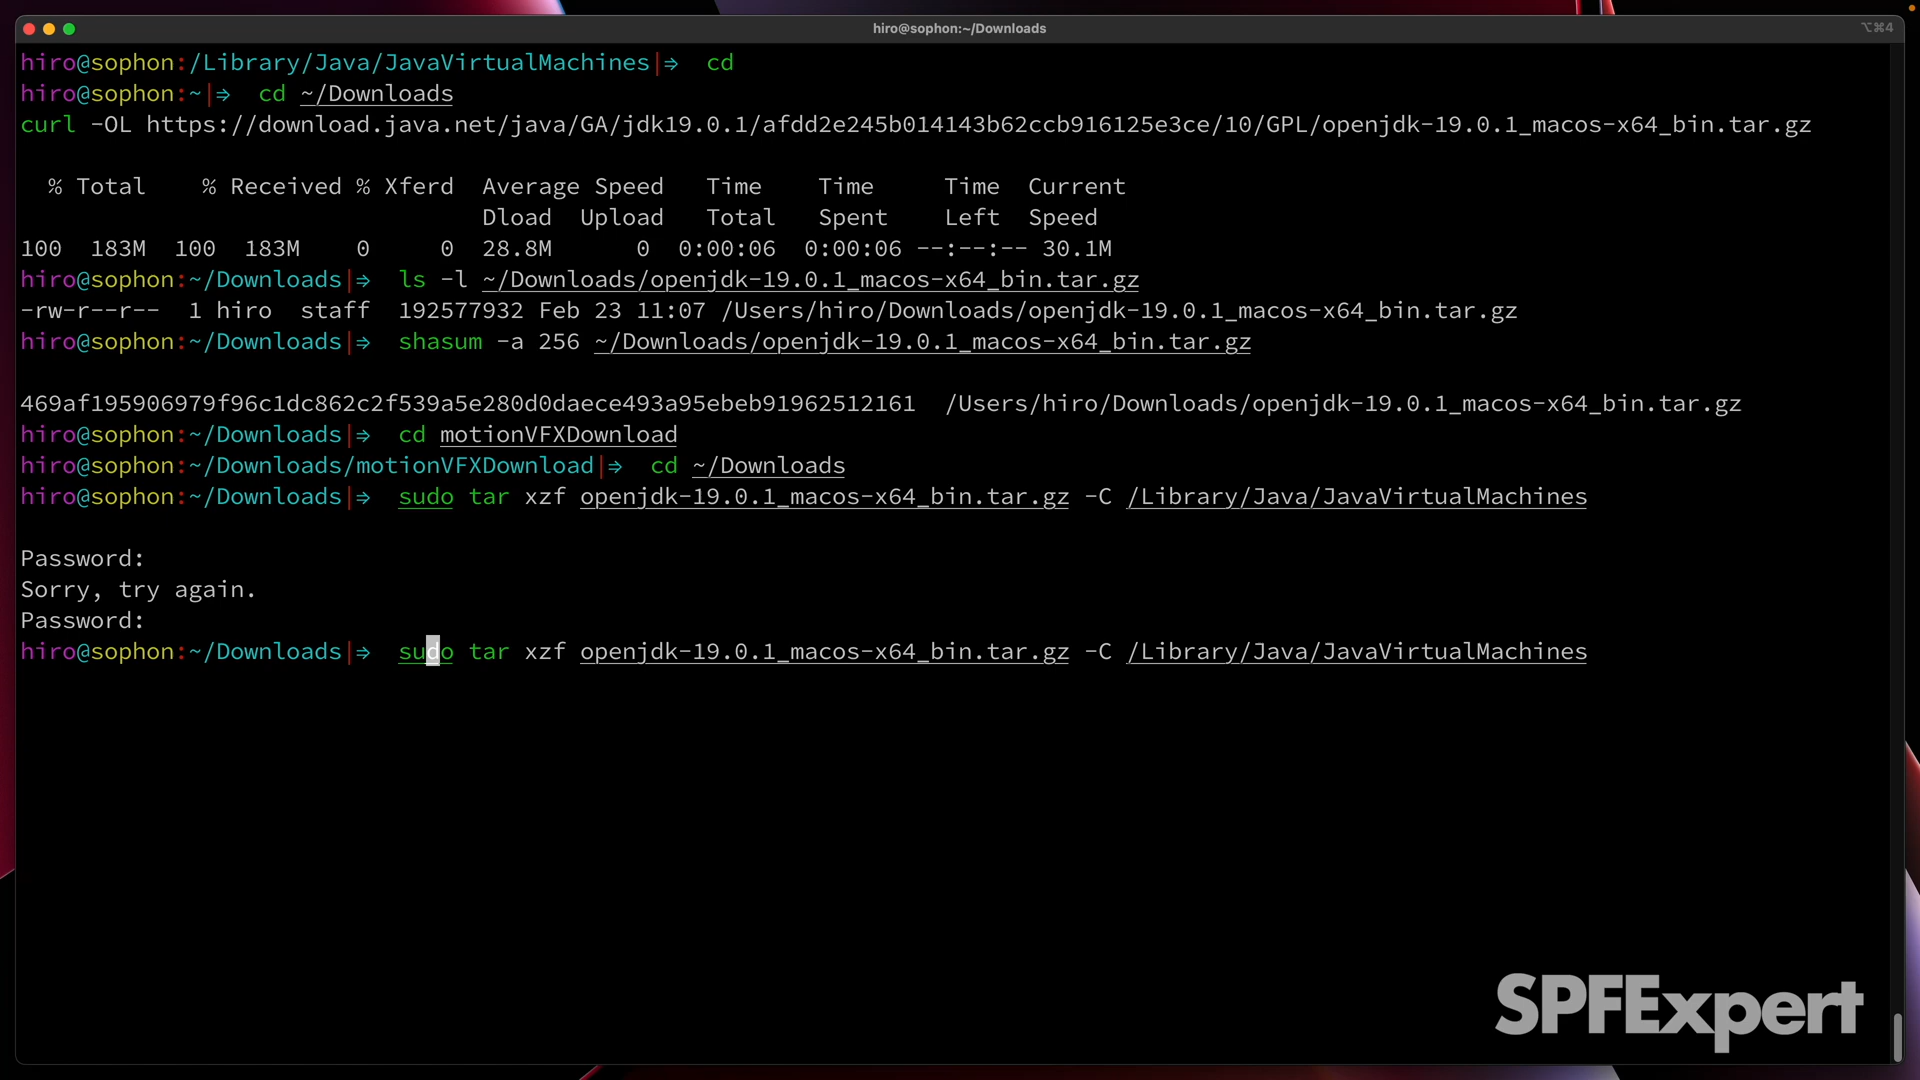 hiro@sophon:~/Downloads
⌥⌘4
hiro@sophon:/Library/Java/JavaVirtualMachines|⇒  cd
hiro@sophon:~|⇒  cd ~/Downloads
curl -OL https://download.java.net/java/GA/jdk19.0.1/afdd2e245b014143b62ccb916125e3ce/10/GPL/openjdk-19.0.1_macos-x64_bin.tar.gz
  % Total    % Received % Xferd  Average Speed   Time    Time     Time  Current
                                 Dload  Upload   Total   Spent    Left  Speed
100  183M  100  183M    0     0  28.8M      0  0:00:06  0:00:06 --:--:-- 30.1M
hiro@sophon:~/Downloads|⇒  ls -l ~/Downloads/openjdk-19.0.1_macos-x64_bin.tar.gz
-rw-r--r--  1 hiro  staff  192577932 Feb 23 11:07 /Users/hiro/Downloads/openjdk-19.0.1_macos-x64_bin.tar.gz
hiro@sophon:~/Downloads|⇒  shasum -a 256 ~/Downloads/openjdk-19.0.1_macos-x64_bin.tar.gz
469af195906979f96c1dc862c2f539a5e280d0daece493a95ebeb91962512161  /Users/hiro/Downloads/openjdk-19.0.1_macos-x64_bin.tar.gz
hiro@sophon:~/Downloads|⇒  cd motionVFXDownload
hiro@sophon:~/Downloads/motionVFXDownload|⇒  cd ~/Downloads
hiro@sophon:~/Downloads|⇒  sudo tar xzf openjdk-19.0.1_macos-x64_bin.tar.gz -C /Library/Java/JavaVirtualMachines
Password:
Sorry, try again.
Password:
hiro@sophon:~/Downloads|⇒  sudo tar xzf openjdk-19.0.1_macos-x64_bin.tar.gz -C /Library/Java/JavaVirtualMachines
SPFExpert